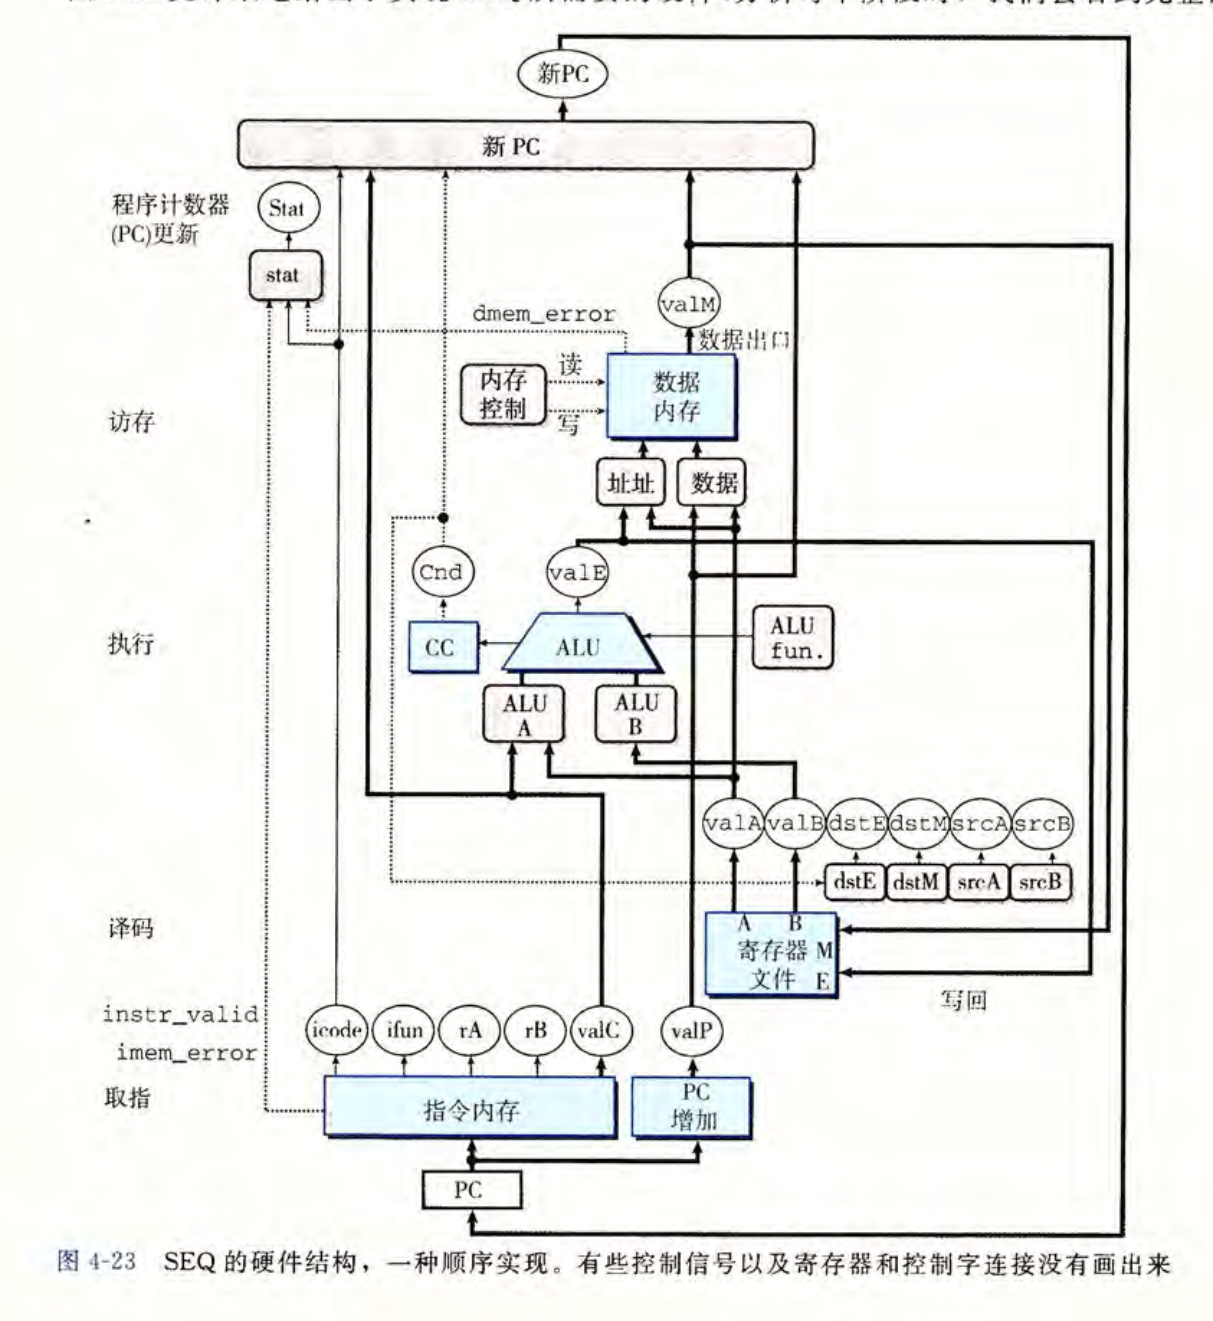 新PC
新 PC
程序计数器
(PC)更新
Stat
stat
valM
dmem_error
数据出口
读
内存
控制
写
数据
内存
访存
址址
数据
Cnd
valE
执行
CC
ALU
ALU
fun.
ALU
A
ALU
B
valA
valB
dstE
dstM
srcA
srcB
dstE
dstM
srcA
srcB
译码
A
B
寄存器
M
文件
E
写回
instr_valid
imem_error
icode
ifun
rA
rB
valC
valP
取指
指令内存
PC
增加
PC
图 4-23 SEQ 的硬件结构，一种顺序实现。有些控制信号以及寄存器和控制字连接没有画出来